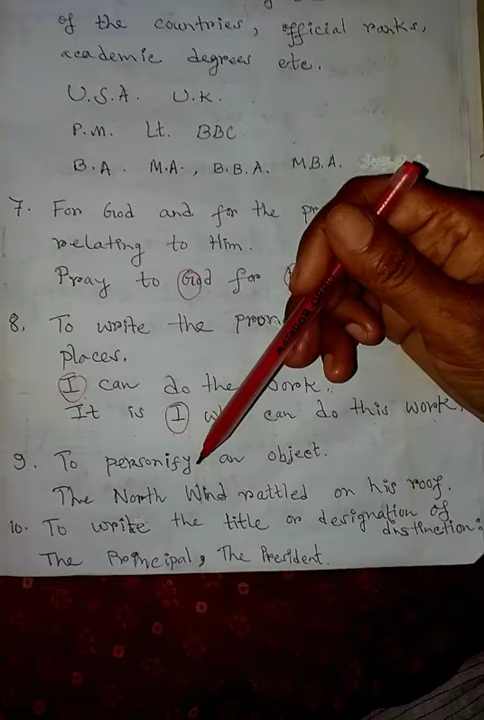 of the countries, official ranks,
academic degrees etc.
U.S.A. U.K.
P.M. Lt. BBC
B.A. M.A., B.B.A. M.B.A.
7. For God and for the
relating to Him.
Pray to God for
8. To write the
places.
I can do the work.
It is I who can do this work.
9. To personify an object.
The North Wind rattled on his roof.
10. To write the title or designation of
distinction:
The Principal, The President.